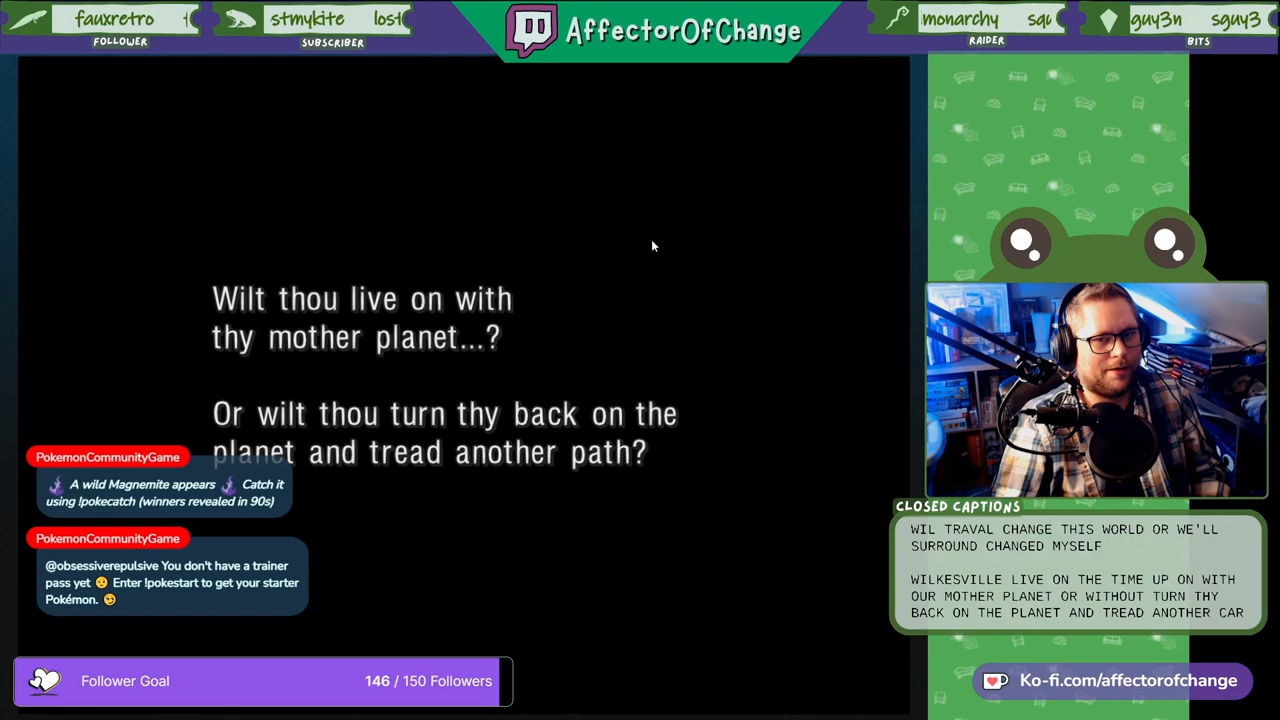 fauxretro
FOLLOWER
stmykite lost
SUBSCRIBER
AffectorOfChange
monarchy
RAIDER
guy3n sguy3
BITS
Wilt thou live on with
thy mother planet...?
Or wilt thou turn thy back on the
planet and tread another path?
PokemonCommunityGame
A wild Magnemite appears Catch it
using !pokecatch (winners revealed in 90s)
PokemonCommunityGame
@obsessiverepulsive You don't have a trainer
pass yet 😕 Enter !pokestart to get your starter
Pokémon. 😏
CLOSED CAPTIONS
WIL TRAVAL CHANGE THIS WORLD OR WE'LL
SURROUND CHANGED MYSELF
WILKESVILLE LIVE ON THE TIME UP ON WITH
OUR MOTHER PLANET OR WITHOUT TURN THY
BACK ON THE PLANET AND TREAD ANOTHER CAR
Follower Goal
146 / 150 Followers
Ko-fi.com/affectorofchange